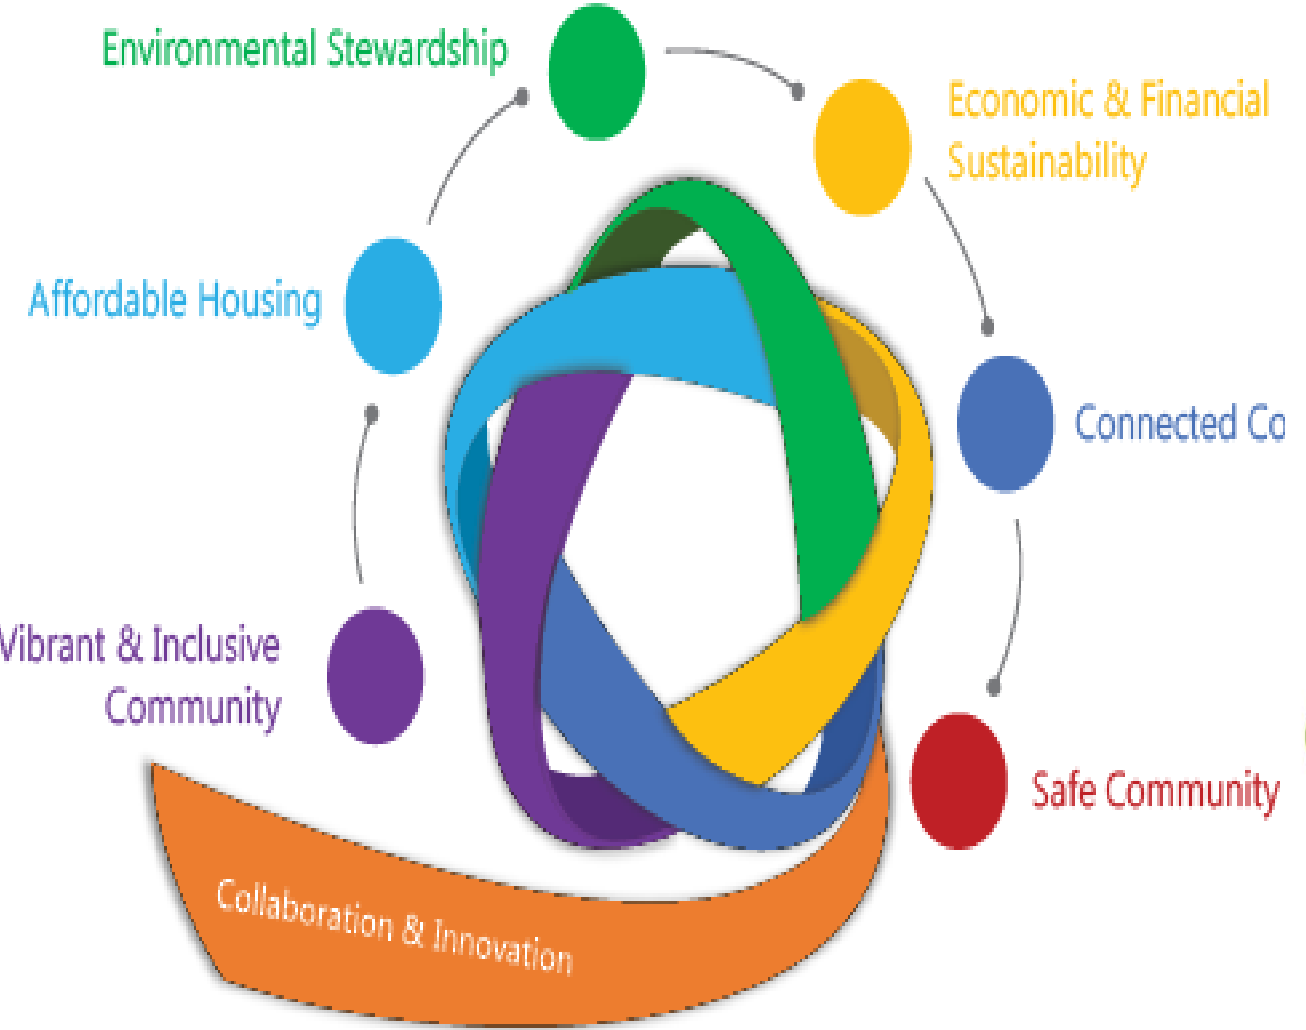 Environmental Stewardship
Economic & Financial
Sustainability
Affordable Housing
Connected Co
Vibrant & Inclusive
Community
Safe Community
Collaboration & Innovation